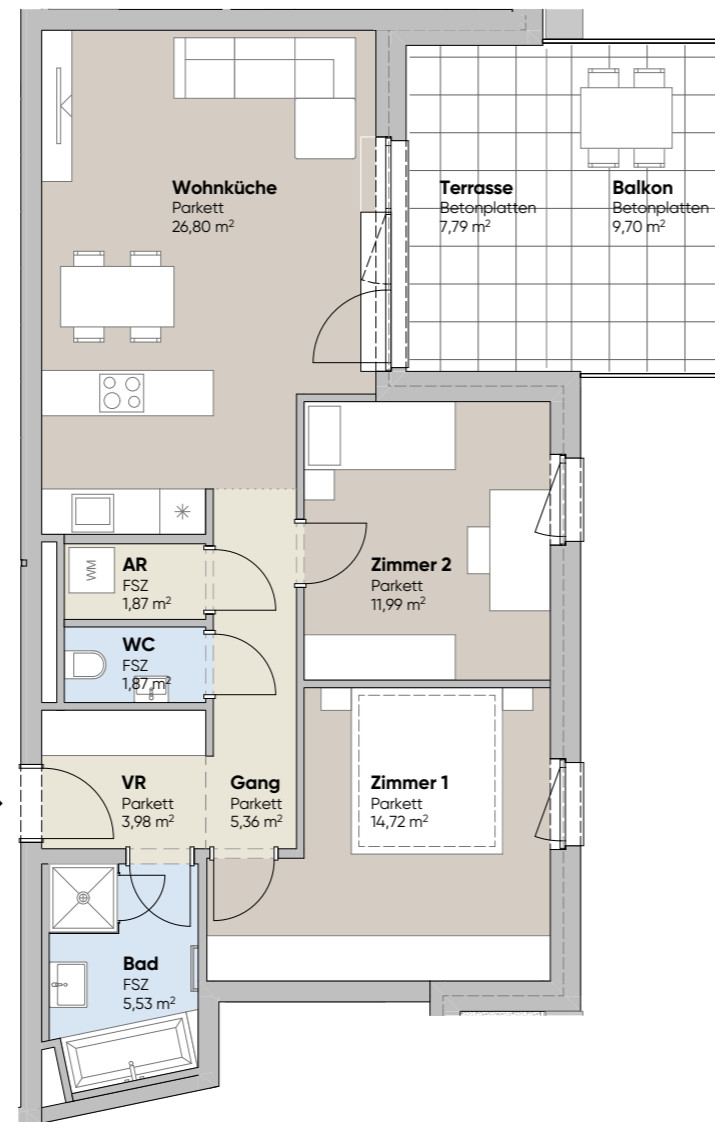 Wohnküche
Parkett
26,80 m²
Terrasse
Betonplatten
7,79 m²
Balkon
Betonplatten
9,70 m²
AR
FSZ
1,87 m²
WM
WC
FSZ
1,87 m²
Zimmer 2
Parkett
11,99 m²
VR
Parkett
3,98 m²
Gang
Parkett
5,36 m²
Zimmer 1
Parkett
14,72 m²
Bad
FSZ
5,53 m²